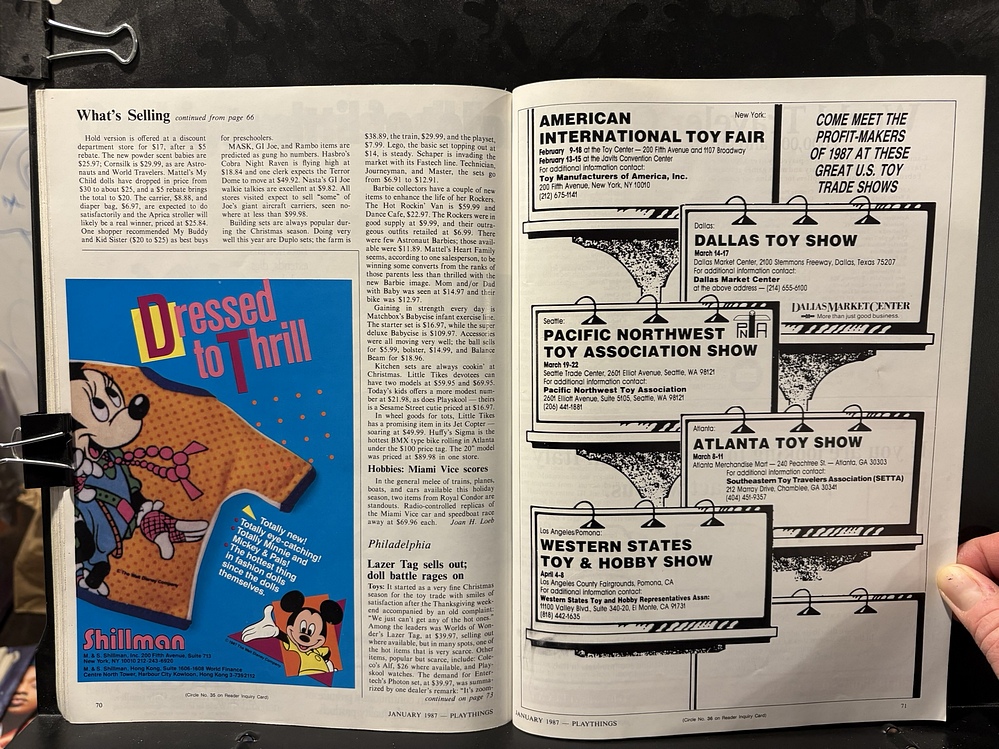 What's Selling continued from page 66
Hold version is offered at a discount
department store for $17, after a $5
rebate. The new powder scent babies are
$25.97; Cornsilk is $29.99, as are Astro-
nauts and World Travelers. Mattel's My
Child dolls have dropped in price from
$30 to about $25, and a $5 rebate brings
the total to $20. The carrier, $8.88, and
diaper bag, $6.97, are expected to do
satisfactorily and the Aprica stroller will
likely be a real winner, priced at $25.84.
One shopper recommended My Buddy
and Kid Sister ($20 to $25) as best buys
for preschoolers.
MASK, GI Joe, and Rambo items are
predicted as gung ho numbers. Hasbro's
Cobra Night Raven is flying high at
$18.84 and one clerk expects the Terror
Dome to move at $49.92. Nasta's GI Joe
walkie talkies are excellent at $9.82. All
stores visited expect to sell "some" of
Joe's giant aircraft carriers, seen no-
where at less than $99.98.
Building sets are always popular dur-
ing the Christmas season. Doing very
well this year are Duplo sets; the farm is
$38.89, the train, $29.99, and the playset,
$7.99. Lego, the basic set topping out at
$14, is steady. Schaper is invading the
market with its Fastech line. Technician,
Journeyman, and Master, the sets go
from $6.91 to $12.91.
Barbie collectors have a couple of new
items to enhance the life of her Rockers.
The Hot Rockin' Van is $59.99 and
Dance Cafe, $22.97. The Rockers were in
good supply at $9.99, and their outra-
geous outfits retailed at $6.99. There
were few Astronaut Barbies; those avail-
able were $11.89. Mattel's Heart Family
seems, according to one salesperson, to be
winning some converts from the ranks of
those parents less than thrilled with the
new Barbie image. Mom and/or Dad
with Baby was seen at $14.97 and their
bike was $12.97.
Gaining in strength every day is
Matchbox's Babycise infant exercise line.
The starter set is $16.97, while the super
deluxe Babycise is $109.97. Accessories
were all moving very well; the ball sells
for $5.99, bolster, $14.99, and Balance
Beam for $18.96.
Kitchen sets are always cookin' at
Christmas. Little Tikes devotees can
have two models at $59.95 and $69.95.
Today's kids offers a more modest num-
ber at $21.98, as does Playskool — theirs
is a Sesame Street cutie priced at $16.97.
In wheel goods for tots, Little Tikes
has a promising item in its Jet Copter —
soaring at $49.99. Huffy's Sigma is the
hottest BMX type bike rolling in Atlanta
under the $100 price tag. The 20" model
was priced at $89.98 in one store.
Hobbies: Miami Vice scores
In the general melee of trains, planes,
boats, and cars available this holiday
season, two items from Royal Condor are
standouts. Radio-controlled replicas of
the Miami Vice car and speedboat race
away at $69.96 each. Joan H. Loeb
Philadelphia
Lazer Tag sells out;
doll battle rages on
Toys: It started as a very fine Christmas
season for the toy trade with smiles of
satisfaction after the Thanksgiving week-
end accompanied by an old complaint:
"We just can't get any of the hot ones."
Among the leaders was Worlds of Won-
der's Lazer Tag, at $39.97, selling out
where available, but in many spots, one of
the hot items that is very scarce. Other
items, popular but scarce, include: Cole-
co's Alf, $26 where available, and Play-
skool watches. The demand for Enter-
tech's Photon set, at $39.97, was summa-
rized by one dealer's remark: "It's zoom-
continued on page 73
Dressed
to Thrill
Totally new!
Totally eye-catching!
Totally Minnie and
Mickey & Pals!
The hottest thing
in fashion dolls
since the dolls
themselves.
© The Walt Disney Company
Shillman
M. & S. Shillman, Inc. 200 Fifth Avenue, Suite 713
New York, NY 10010 212-243-6920
M. & S. Shillman, Hong Kong, Suite 1606-1608 World Finance
Centre North Tower, Harbour City Kowloon, Hong Kong
(Circle No. 35 on Reader Inquiry Card)
70
JANUARY 1987 — PLAYTHINGS
New York:
AMERICAN
INTERNATIONAL TOY FAIR
February 9-18 at the Toy Center — 200 Fifth Avenue and 1107 Broadway
February 13-15 at the Javits Convention Center
For additional information contact:
Toy Manufacturers of America, Inc.
200 Fifth Avenue, New York, NY 10010
(212) 675-1141
COME MEET THE
PROFIT-MAKERS
OF 1987 AT THESE
GREAT U.S. TOY
TRADE SHOWS
Dallas:
DALLAS TOY SHOW
March 14-17
Dallas Market Center, 2100 Stemmons Freeway, Dallas, Texas 75207
For additional information contact:
Dallas Market Center
at the above address — (214) 655-6100
DALLAS MARKET CENTER
More than just good business.
Seattle:
PACIFIC NORTHWEST
TOY ASSOCIATION SHOW
March 19-22
Seattle Trade Center, 2601 Elliot Avenue, Seattle, WA 98121
For additional information contact:
Pacific Northwest Toy Association
2601 Elliott Avenue, Suite 5105, Seattle, WA 98121
(206) 441-1881
Atlanta:
ATLANTA TOY SHOW
March 8-11
Atlanta Merchandise Mart — 240 Peachtree St. — Atlanta, GA 30303
For additional information contact:
Southeastern Toy Travelers Association (SETTA)
212 Marray Drive, Chamblee, GA 30341
(404) 451-9357
Los Angeles/Pomona:
WESTERN STATES
TOY & HOBBY SHOW
April 4-8
Los Angeles County Fairgrounds, Pomona, CA
For additional information contact:
Western States Toy and Hobby Representatives Assn:
11100 Valley Blvd., Suite 340-20, El Monte, CA 91731
(818) 442-1635
JANUARY 1987 — PLAYTHINGS
(Circle No. 36 on Reader Inquiry Card)
71